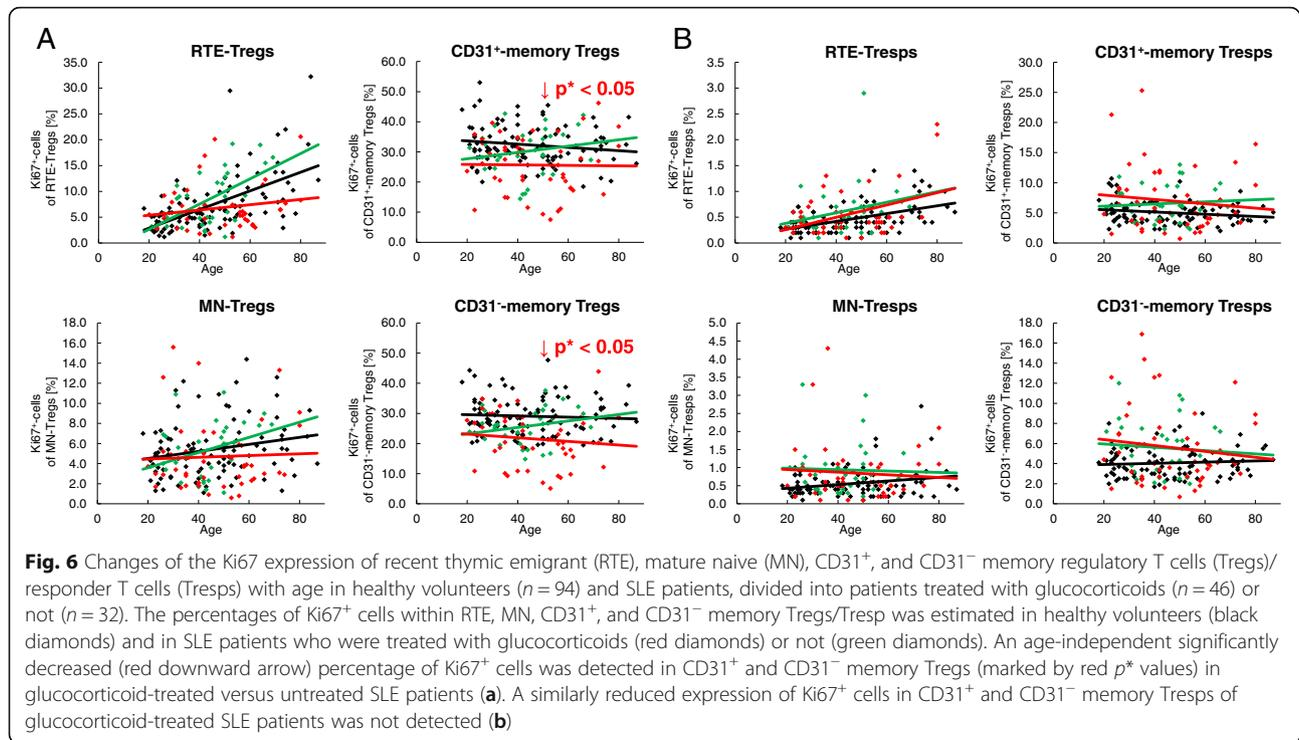 A
B
RTE-Tregs
Ki67⁺-cells
of RTE-Tregs [%]
35.0
30.0
25.0
20.0
15.0
10.0
5.0
0.0
0 20 40 60 80
Age
CD31⁺-memory Tregs
↓ p* < 0.05
Ki67⁺-cells
of CD31⁺-memory Tregs [%]
60.0
50.0
40.0
30.0
20.0
10.0
0.0
0 20 40 60 80
Age
RTE-Tresps
Ki67⁺-cells
of RTE-Tresps [%]
3.5
3.0
2.5
2.0
1.5
1.0
0.5
0.0
0 20 40 60 80
Age
CD31⁺-memory Tresps
Ki67⁺-cells
of CD31⁺-memory Tresps [%]
30.0
25.0
20.0
15.0
10.0
5.0
0.0
0 20 40 60 80
Age
MN-Tregs
Ki67⁺-cells
of MN-Tregs [%]
18.0
16.0
14.0
12.0
10.0
8.0
6.0
4.0
2.0
0.0
0 20 40 60 80
Age
CD31⁻-memory Tregs
↓ p* < 0.05
Ki67⁺-cells
of CD31⁻-memory Tregs [%]
60.0
50.0
40.0
30.0
20.0
10.0
0.0
0 20 40 60 80
Age
MN-Tresps
Ki67⁺-cells
of MN-Tresps [%]
5.0
4.5
4.0
3.5
3.0
2.5
2.0
1.5
1.0
0.5
0.0
0 20 40 60 80
Age
CD31⁻-memory Tresps
Ki67⁺-cells
of CD31⁻-memory Tresps [%]
18.0
16.0
14.0
12.0
10.0
8.0
6.0
4.0
2.0
0.0
0 20 40 60 80
Age
Fig. 6 Changes of the Ki67 expression of recent thymic emigrant (RTE), mature naive (MN), CD31⁺, and CD31⁻ memory regulatory T cells (Tregs)/
responder T cells (Tresps) with age in healthy volunteers (n = 94) and SLE patients, divided into patients treated with glucocorticoids (n = 46) or
not (n = 32). The percentages of Ki67⁺ cells within RTE, MN, CD31⁺, and CD31⁻ memory Tregs/Tresp was estimated in healthy volunteers (black
diamonds) and in SLE patients who were treated with glucocorticoids (red diamonds) or not (green diamonds). An age-independent significantly
decreased (red downward arrow) percentage of Ki67⁺ cells was detected in CD31⁺ and CD31⁻ memory Tregs (marked by red p* values) in
glucocorticoid-treated versus untreated SLE patients (a). A similarly reduced expression of Ki67⁺ cells in CD31⁺ and CD31⁻ memory Tresps of
glucocorticoid-treated SLE patients was not detected (b)